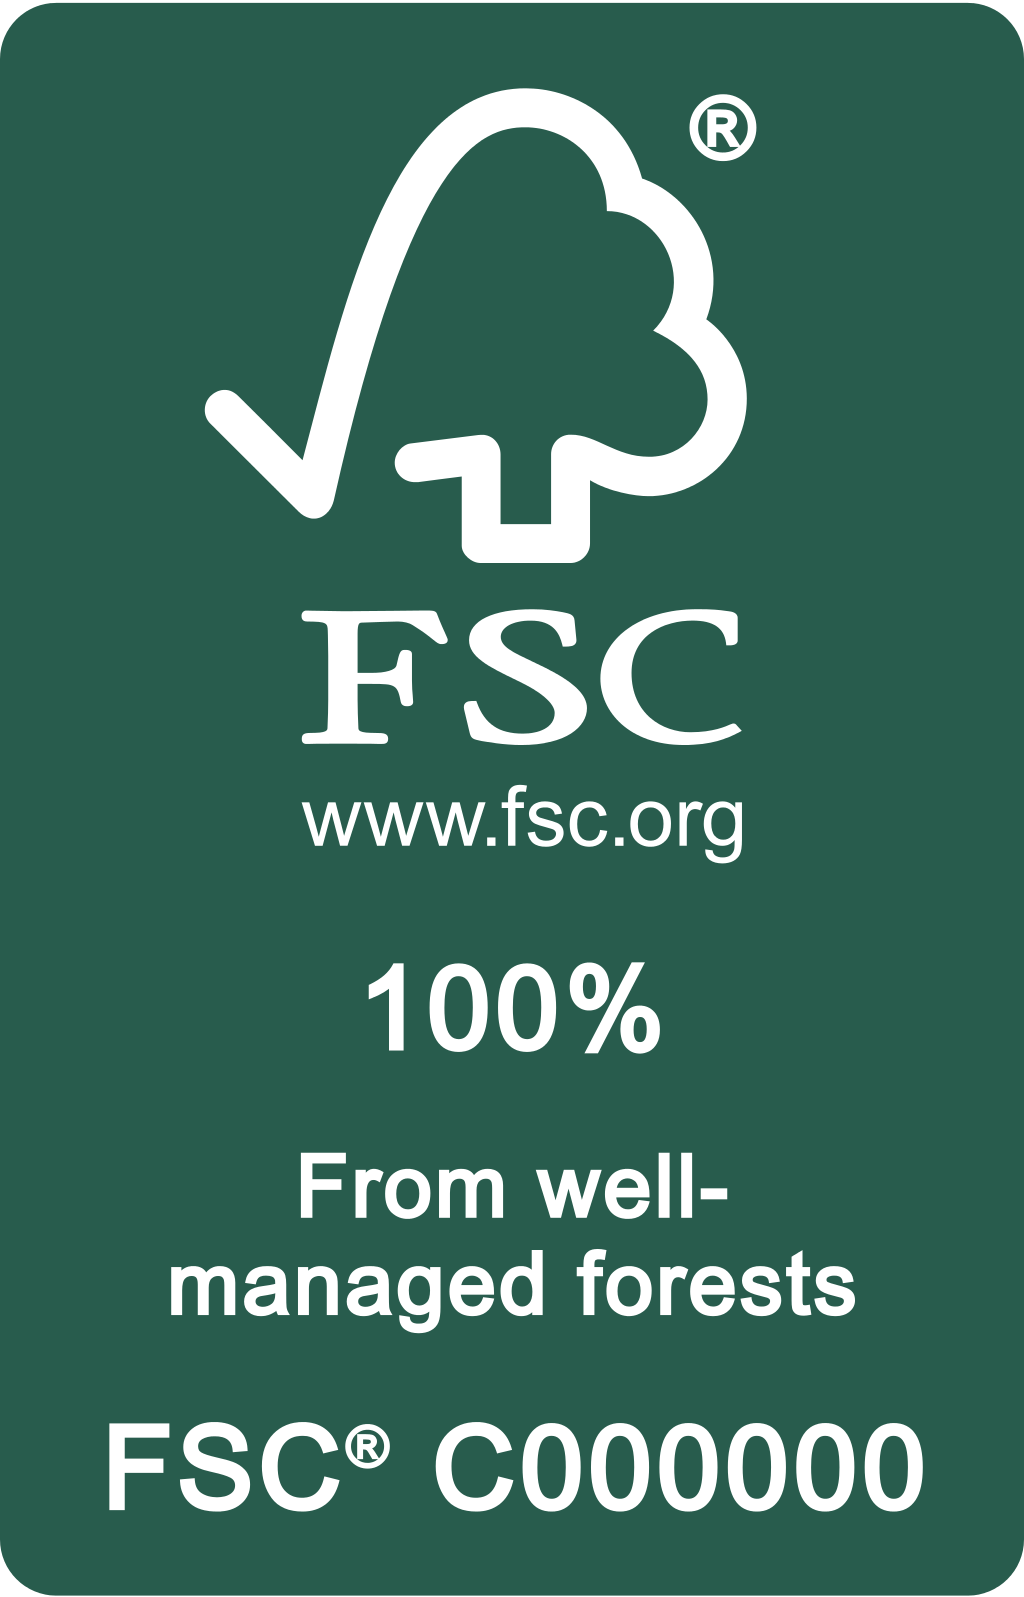 ®
FSC
www.fsc.org
100%
From well-
managed forests
FSC® C000000